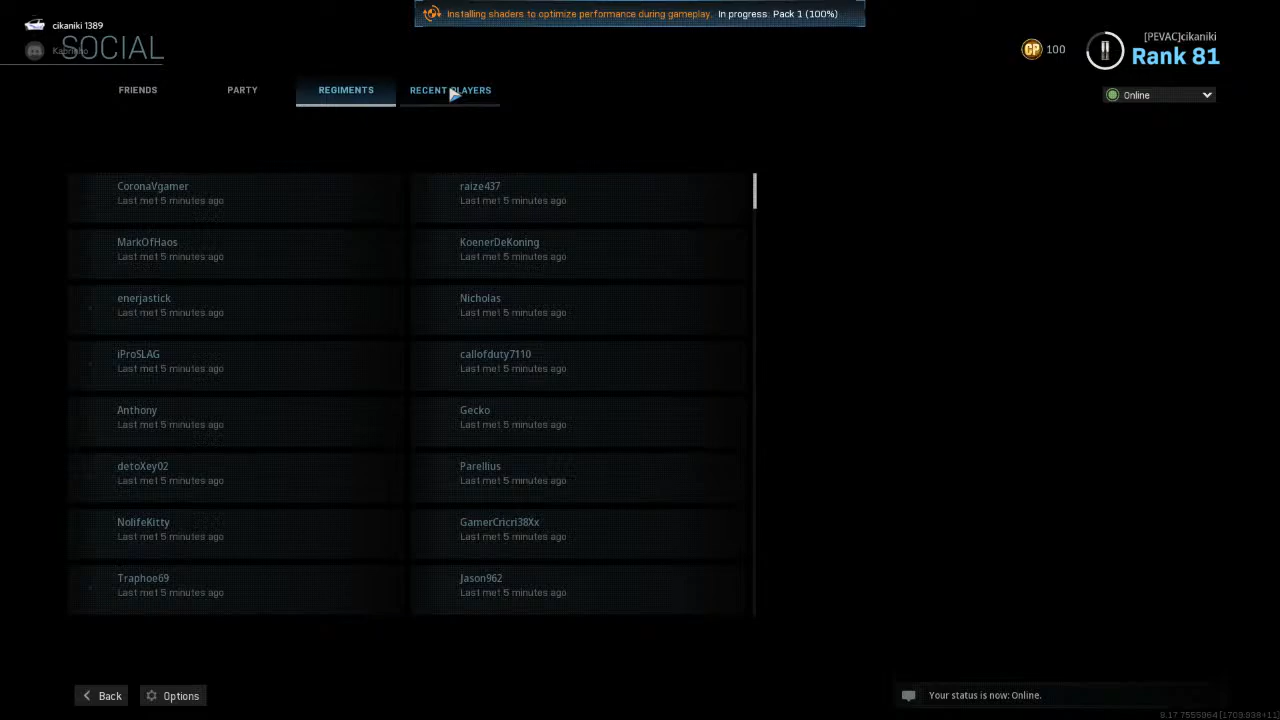 Installing shaders to optimize performance during gameplay. In progress: Pack 1 (100%)
cikaniki 1389
SOCIAL
100
[PEVAC]cikaniki
Rank 81
FRIENDS
PARTY
REGIMENTS
RECENT PLAYERS
Online
CoronaVgamer
Last met 5 minutes ago
raize437
Last met 5 minutes ago
MarkOfHaos
Last met 5 minutes ago
KoenerDeKoning
Last met 5 minutes ago
enerjastick
Last met 5 minutes ago
Nicholas
Last met 5 minutes ago
iProSLAG
Last met 5 minutes ago
callofduty7110
Last met 5 minutes ago
Anthony
Last met 5 minutes ago
Gecko
Last met 5 minutes ago
detoXey02
Last met 5 minutes ago
Parellius
Last met 5 minutes ago
NolifeKitty
Last met 5 minutes ago
GamerCricri38Xx
Last met 5 minutes ago
Traphoe69
Last met 5 minutes ago
Jason962
Last met 5 minutes ago
Back
Options
Your status is now: Online.